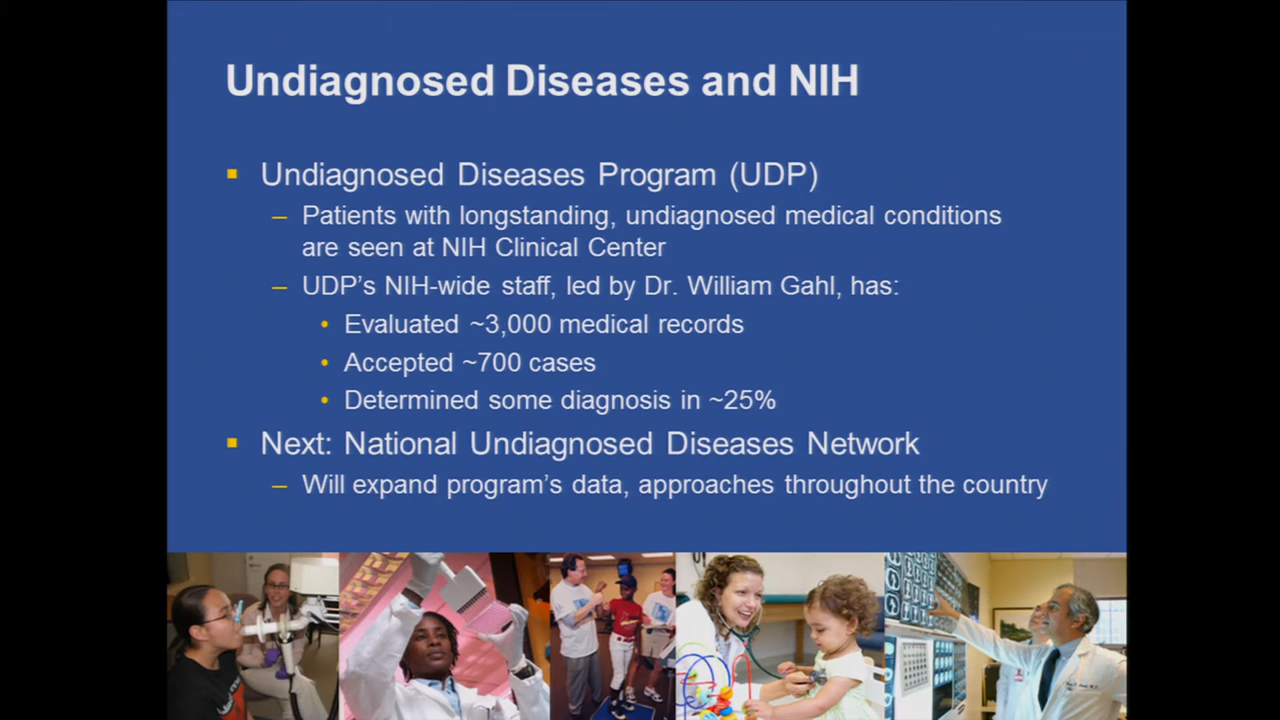 Undiagnosed Diseases and NIH
▪ Undiagnosed Diseases Program (UDP)
– Patients with longstanding, undiagnosed medical conditions
are seen at NIH Clinical Center
– UDP's NIH-wide staff, led by Dr. William Gahl, has:
• Evaluated ~3,000 medical records
• Accepted ~700 cases
• Determined some diagnosis in ~25%
▪ Next: National Undiagnosed Diseases Network
– Will expand program's data, approaches throughout the country